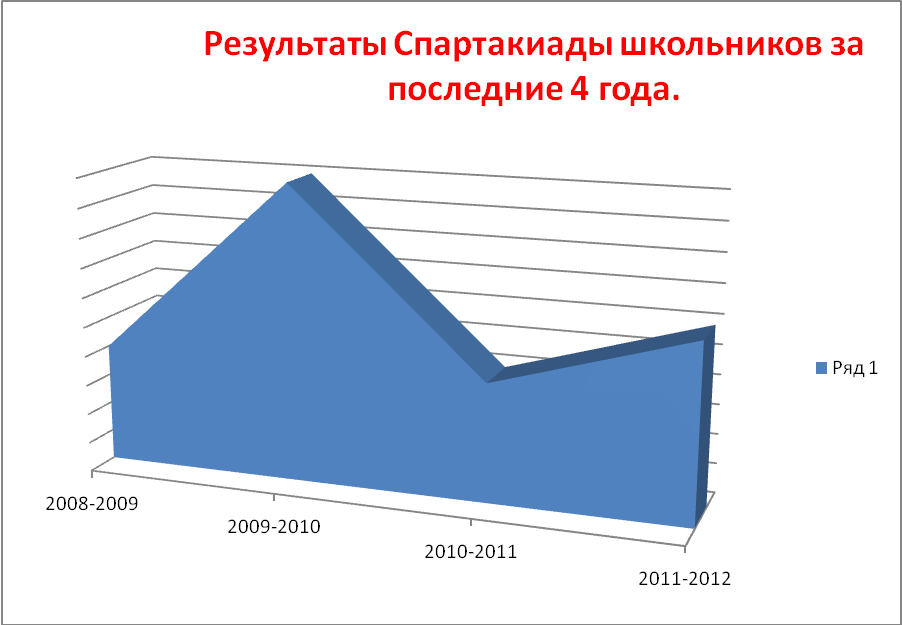 Результаты Спартакиады школьников за
последние 4 года.
Ряд 1
2008-2009
2009-2010
2010-2011
2011-2012